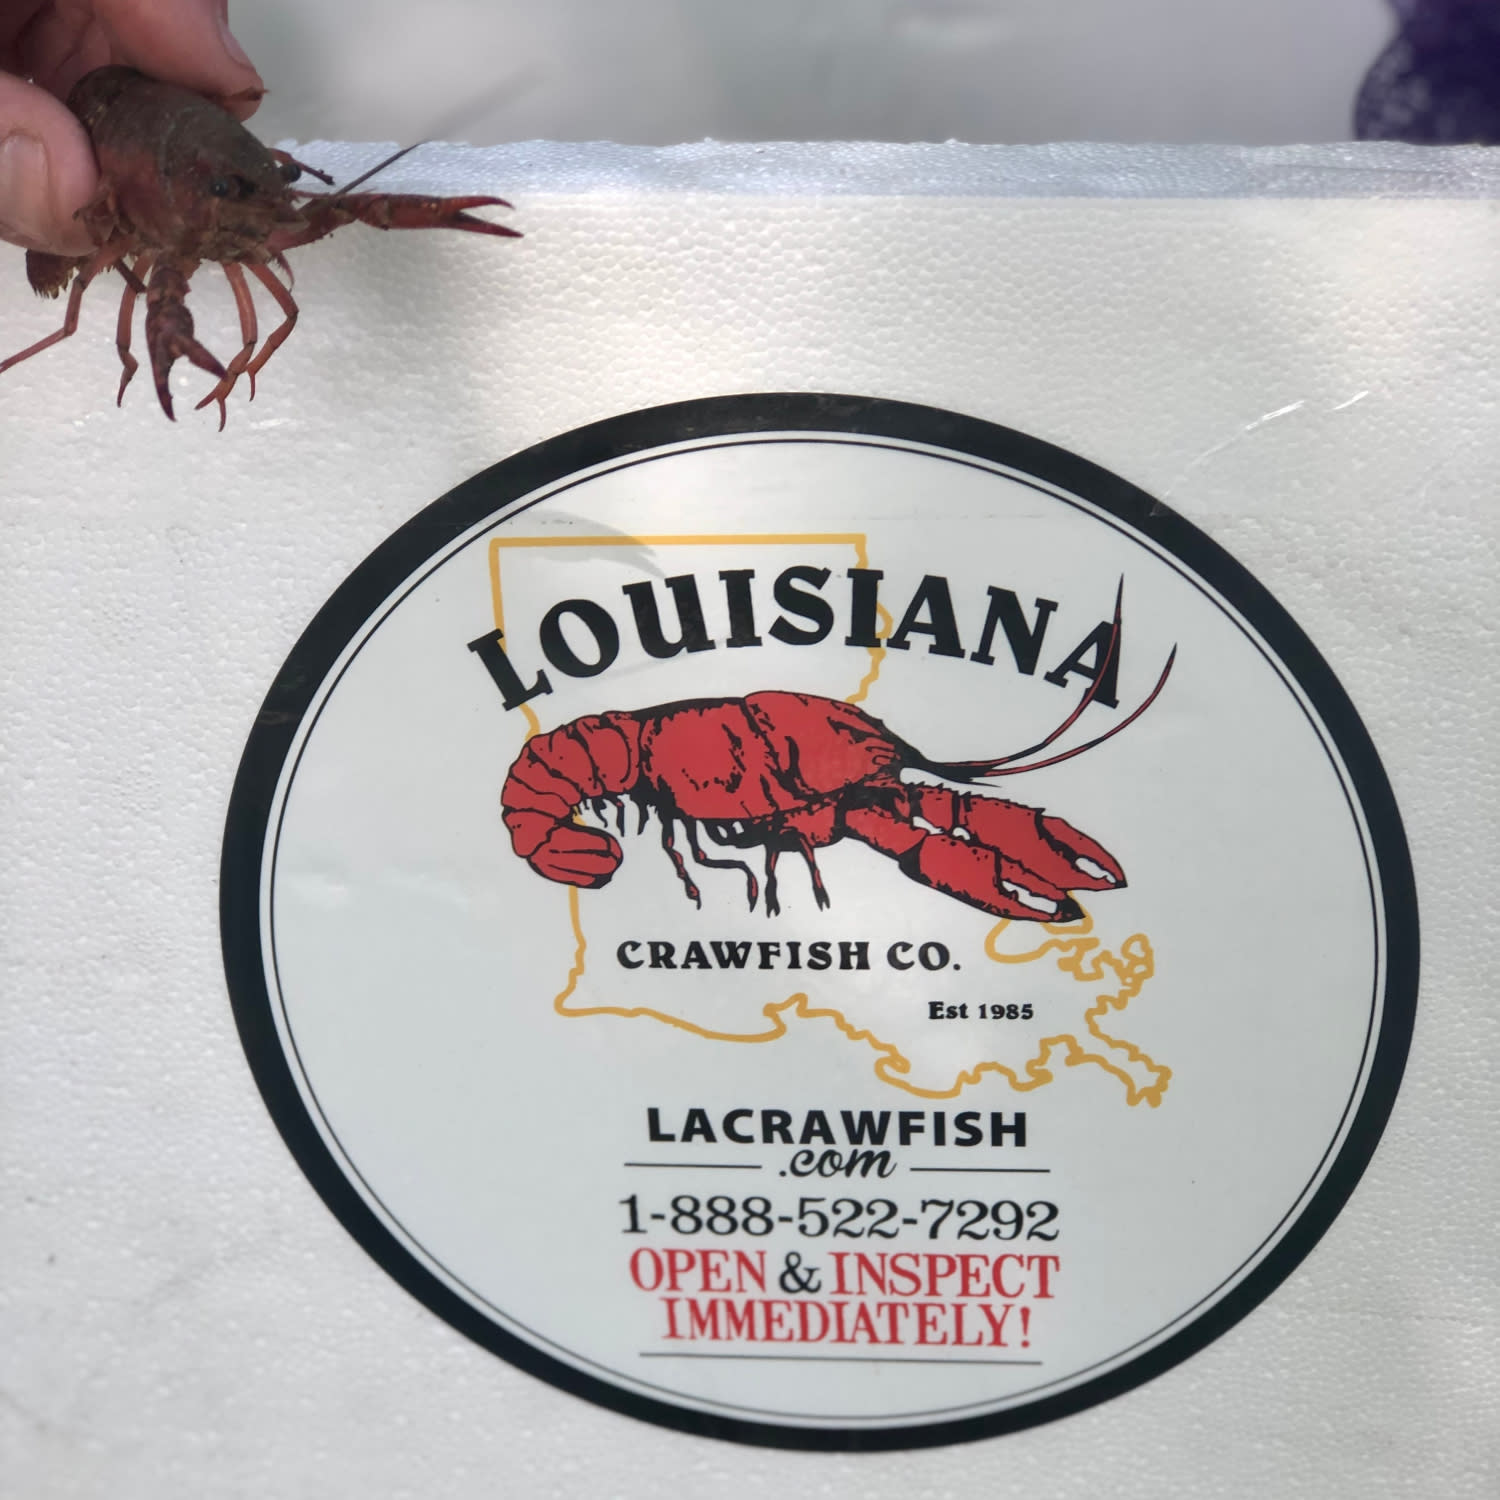 LOUISIANA
CRAWFISH CO.
Est 1985
LACRAWFISH
.com
1-888-522-7292
OPEN & INSPECT
IMMEDIATELY!